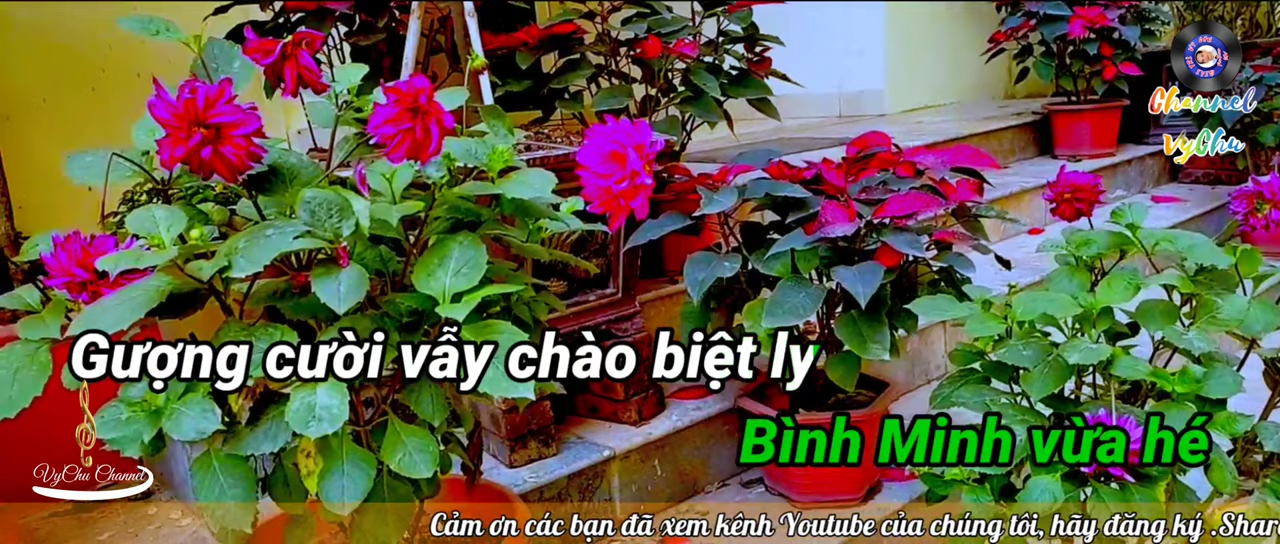 Channel
VyChu
Gượng cười vẫy chào biệt ly
Bình Minh vừa hé
VyChu Channel
Cảm ơn các bạn đã xem kênh Youtube của chúng tôi, hãy đăng ký .Shar